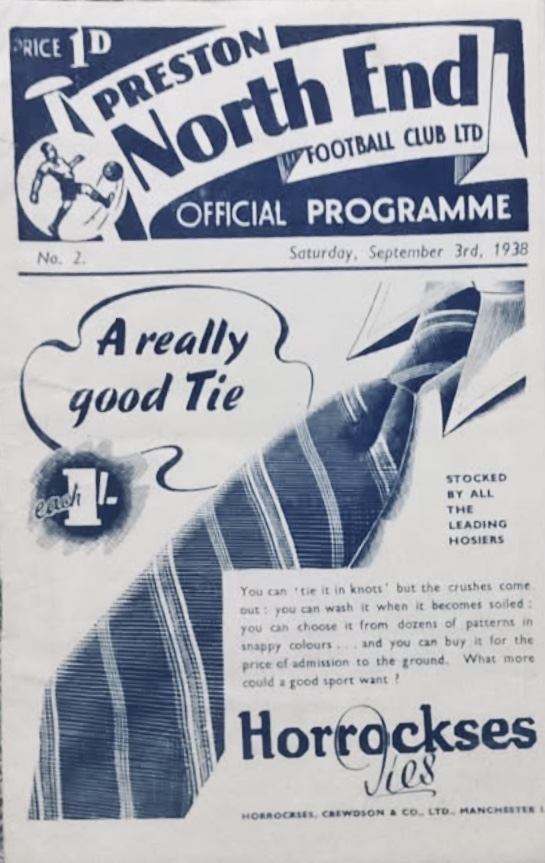 PRICE 1D
PRESTON
North End
FOOTBALL CLUB LTD
OFFICIAL PROGRAMME
No. 2.
Saturday, September 3rd, 1938
A really
good Tie
each 1/-
STOCKED
BY ALL
THE
LEADING
HOSIERS
You can 'tie it in knots' but the crushes come
out : you can wash it when it becomes soiled :
you can choose it from dozens of patterns in
snappy colours . . . and you can buy it for the
price of admission to the ground. What more
could a good sport want ?
Horrockses
Ties
HORROCKSES, CREWDSON & CO., LTD., MANCHESTER 1